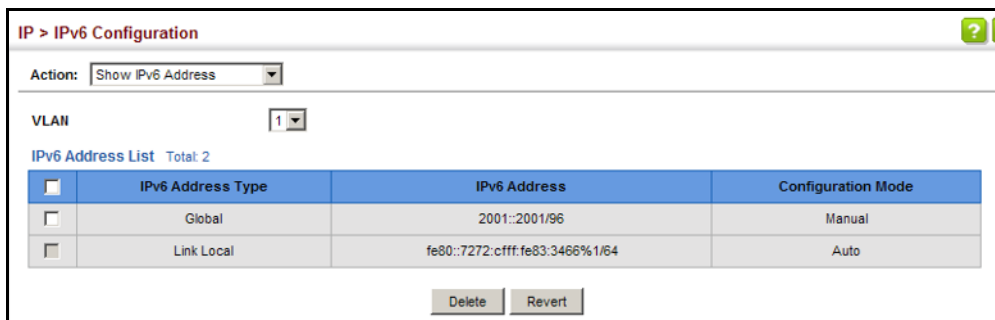 IP > IPv6 Configuration
?
Action: Show IPv6 Address
VLAN 1
IPv6 Address List Total: 2
IPv6 Address Type IPv6 Address Configuration Mode
Global 2001::2001/96 Manual
Link Local fe80::7272:cfff:fe83:3466%1/64 Auto
Delete Revert